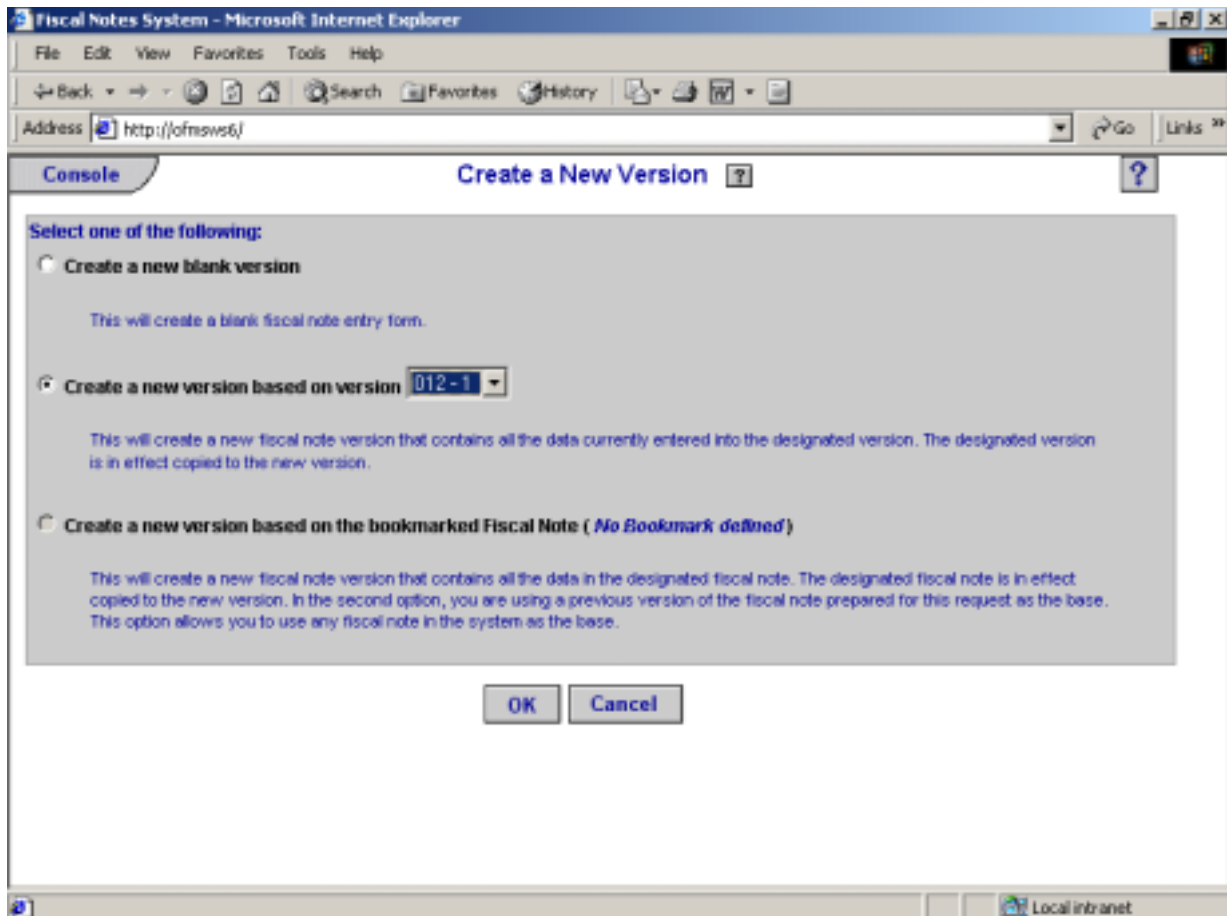 Fiscal Notes System - Microsoft Internet Explorer
File Edit View Favorites Tools Help
Back Search Favorites History
Address http://ofmsws6/ Go Links »
Console Create a New Version ? ?
Select one of the following:
Create a new blank version
This will create a blank fiscal note entry form.
Create a new version based on version 012 - 1
This will create a new fiscal note version that contains all the data currently entered into the designated version. The designated version
is in effect copied to the new version.
Create a new version based on the bookmarked Fiscal Note ( No Bookmark defined )
This will create a new fiscal note version that contains all the data in the designated fiscal note. The designated fiscal note is in effect
copied to the new version. In the second option, you are using a previous version of the fiscal note prepared for this request as the base.
This option allows you to use any fiscal note in the system as the base.
OK Cancel
Local intranet